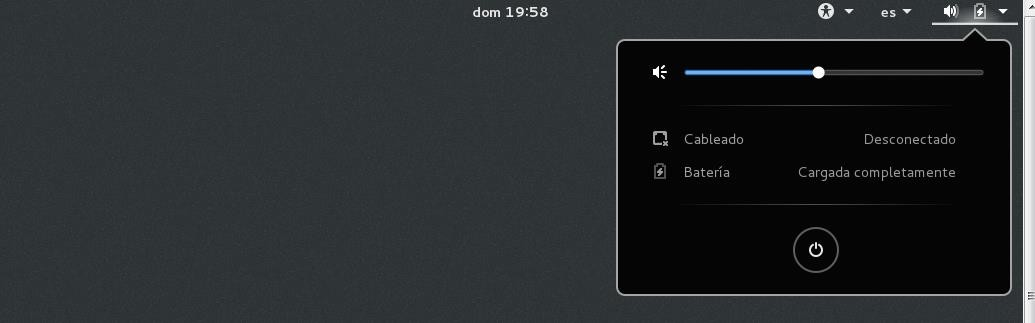 dom 19:58
es
Cableado Desconectado
Batería Cargada completamente